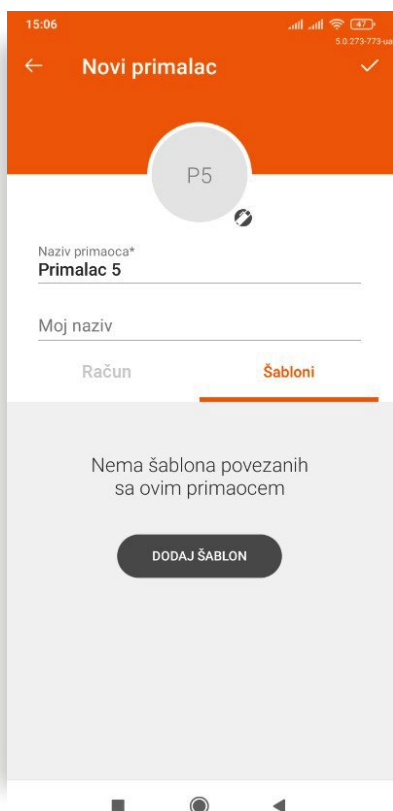 15:06
47
5.0.273-773-ua
Novi primalac
P5
Naziv primaoca*
Primalac 5
Moj naziv
Račun
Šabloni
Nema šablona povezanih
sa ovim primaocem
DODAJ ŠABLON